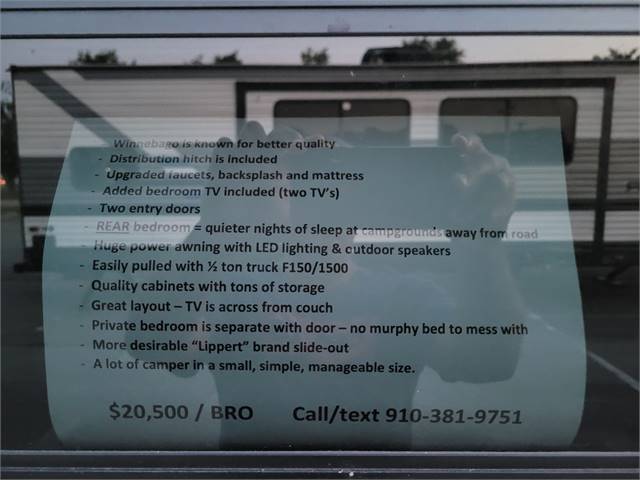 - Winnebago is known for better quality
- Distribution hitch is Included
- Upgraded faucets, backsplash and mattress
- Added bedroom TV included (two TV's)
- Two entry doors
- REAR bedroom = quieter nights of sleep at campgrounds away from road
- Huge power awning with LED lighting & outdoor speakers
- Easily pulled with ½ ton truck F150/1500
- Quality cabinets with tons of storage
- Great layout – TV is across from couch
- Private bedroom is separate with door – no murphy bed to mess with
- More desirable “Lippert” brand slide-out
- A lot of camper in a small, simple, manageable size.
$20,500 / BRO Call/text 910-381-9751